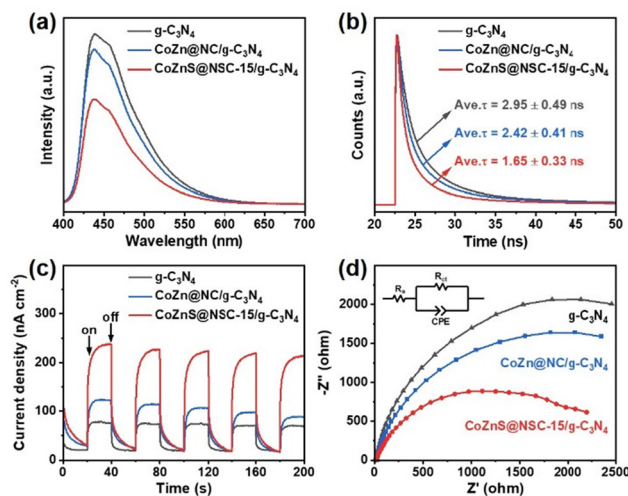 (a)
g-C₃N₄
CoZn@NC/g-C₃N₄
CoZnS@NSC-15/g-C₃N₄
Intensity (a.u.)
400 450 500 550 600 650 700
Wavelength (nm)
(b)
g-C₃N₄
CoZn@NC/g-C₃N₄
CoZnS@NSC-15/g-C₃N₄
Ave.τ = 2.95 ± 0.49 ns
Ave.τ = 2.42 ± 0.41 ns
Ave.τ = 1.65 ± 0.33 ns
Counts (a.u.)
20 25 30 35 40 45 50
Time (ns)
(c)
g-C₃N₄
CoZn@NC/g-C₃N₄
CoZnS@NSC-15/g-C₃N₄
on
off
Current density (nA cm⁻²)
400
300
200
100
0
0 40 80 120 160 200
Time (s)
(d)
Rₛ
R_ct
CPE
g-C₃N₄
CoZn@NC/g-C₃N₄
CoZnS@NSC-15/g-C₃N₄
-Z'' (ohm)
2000
1500
1000
500
0
0 500 1000 1500 2000 2500
Z' (ohm)